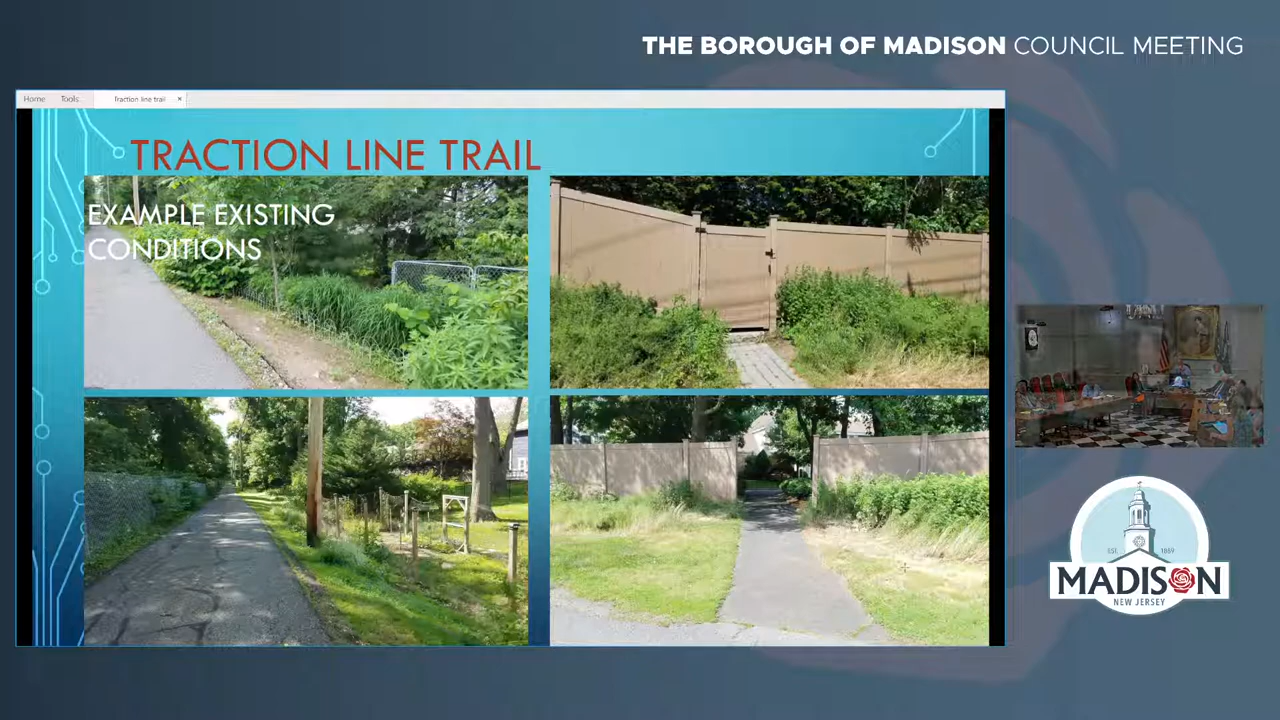 THE BOROUGH OF MADISON COUNCIL MEETING
Home Tools Traction line trail ×
TRACTION LINE TRAIL
EXAMPLE EXISTING
CONDITIONS
EST. 1889
MADISON
NEW JERSEY